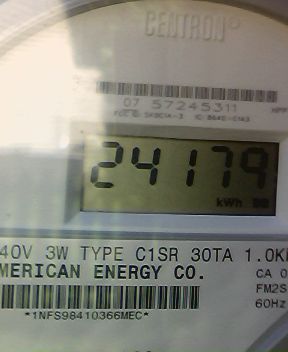 CENTRON®
07 57245311
24179
kWh
40V 3W TYPE C1SR 30TA 1.0K
MERICAN ENERGY CO.
CA 0
FM2S
60Hz
*1NFS98410366MEC*